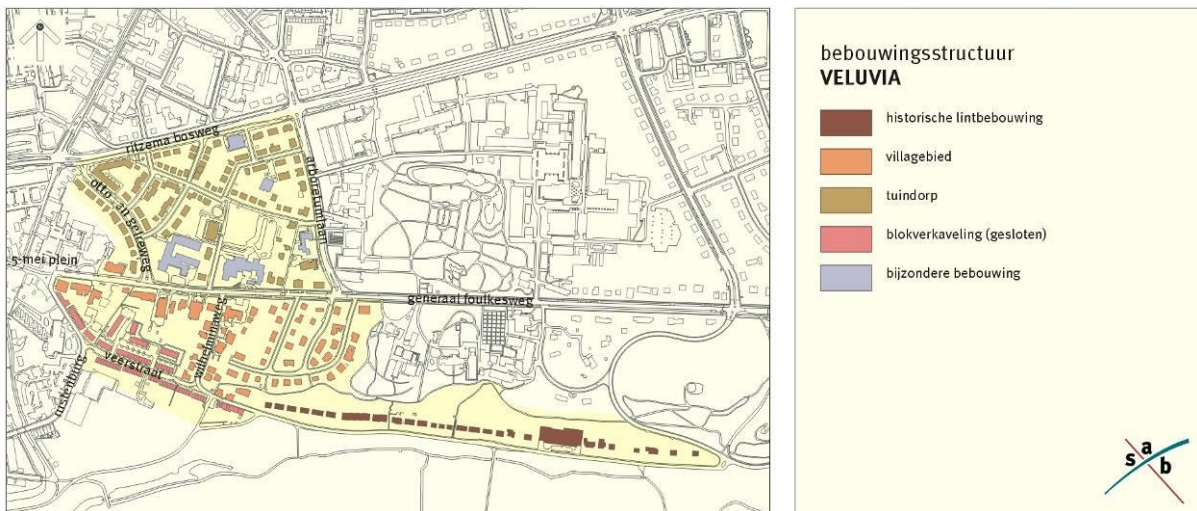 ritzema bosweg
otto van gelreweg
arboretumlaan
5-mei plein
generaal foulkesweg
wilhelminaweg
veerstraat
rustenburg
bebouwingsstructuur
VELUVIA
historische lintbebouwing
villagebied
tuindorp
blokverkaveling (gesloten)
bijzondere bebouwing
s a b